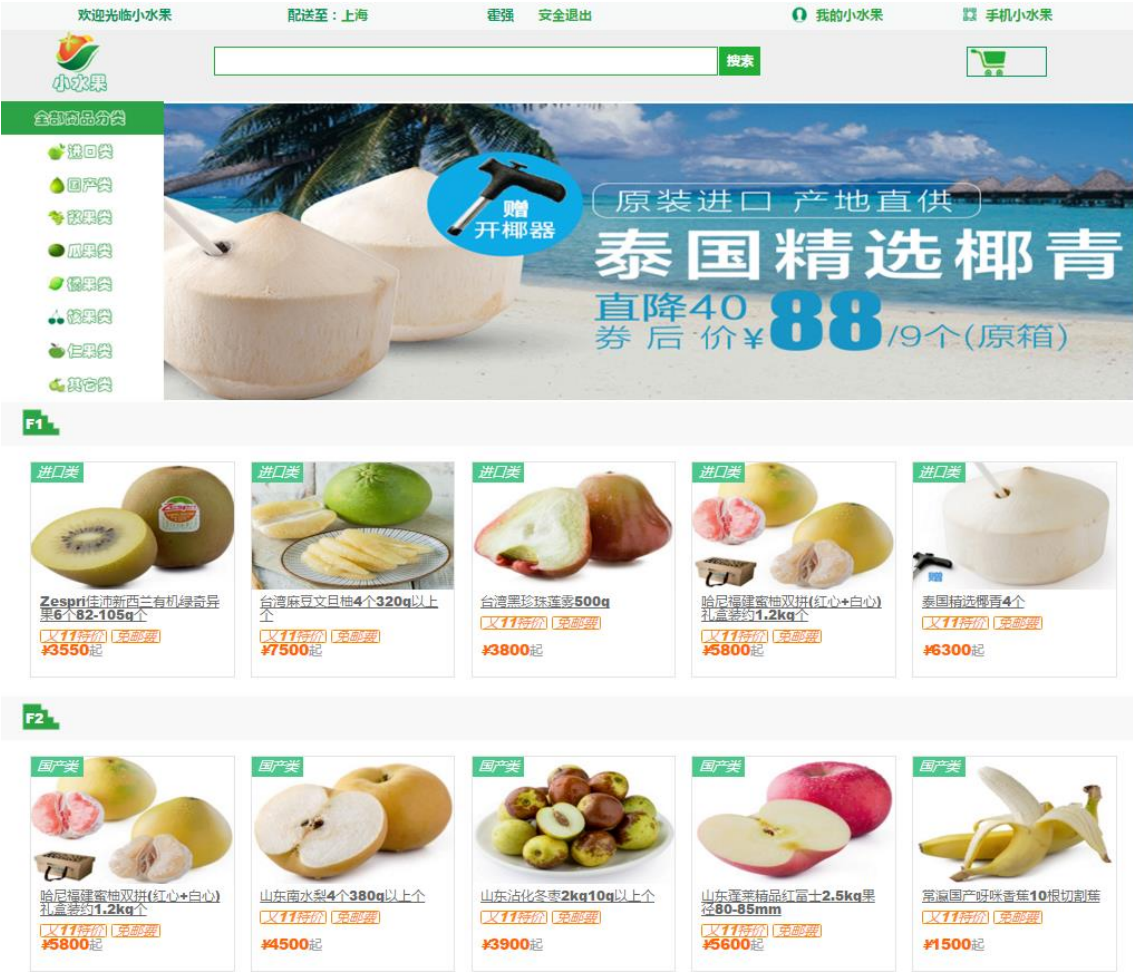 欢迎光临小水果 配送至：上海 霍强 安全退出 我的小水果 手机小水果
小水果
搜索
全部商品分类
进口类
国产类
浆果类
瓜果类
橘果类
核果类
仁果类
其它类
赠
开椰器
原装进口 产地直供
泰国精选椰青
直降40
券后价¥88/9个(原箱)
F1
进口类
Zespri佳沛新西兰有机绿奇异
果6个82-105g个
又11特价 免邮费
¥3550起
进口类
台湾麻豆文旦柚4个320g以上
个
又11特价 免邮费
¥7500起
进口类
台湾黑珍珠莲雾500g
又11特价 免邮费
¥3800起
进口类
哈尼福建蜜柚双拼(红心+白心)
礼盒装约1.2kg个
又11特价 免邮费
¥5800起
进口类
赠
泰国精选椰青4个
又11特价 免邮费
¥6300起
F2
国产类
哈尼福建蜜柚双拼(红心+白心)
礼盒装约1.2kg个
又11特价 免邮费
¥5800起
国产类
山东南水梨4个380g以上个
又11特价 免邮费
¥4500起
国产类
山东沾化冬枣2kg10g以上个
又11特价 免邮费
¥3900起
国产类
山东蓬莱精品红富士2.5kg果
径80-85mm
又11特价 免邮费
¥5600起
国产类
常瀛国产呀咪香蕉10根切割蕉
又11特价 免邮费
¥1500起